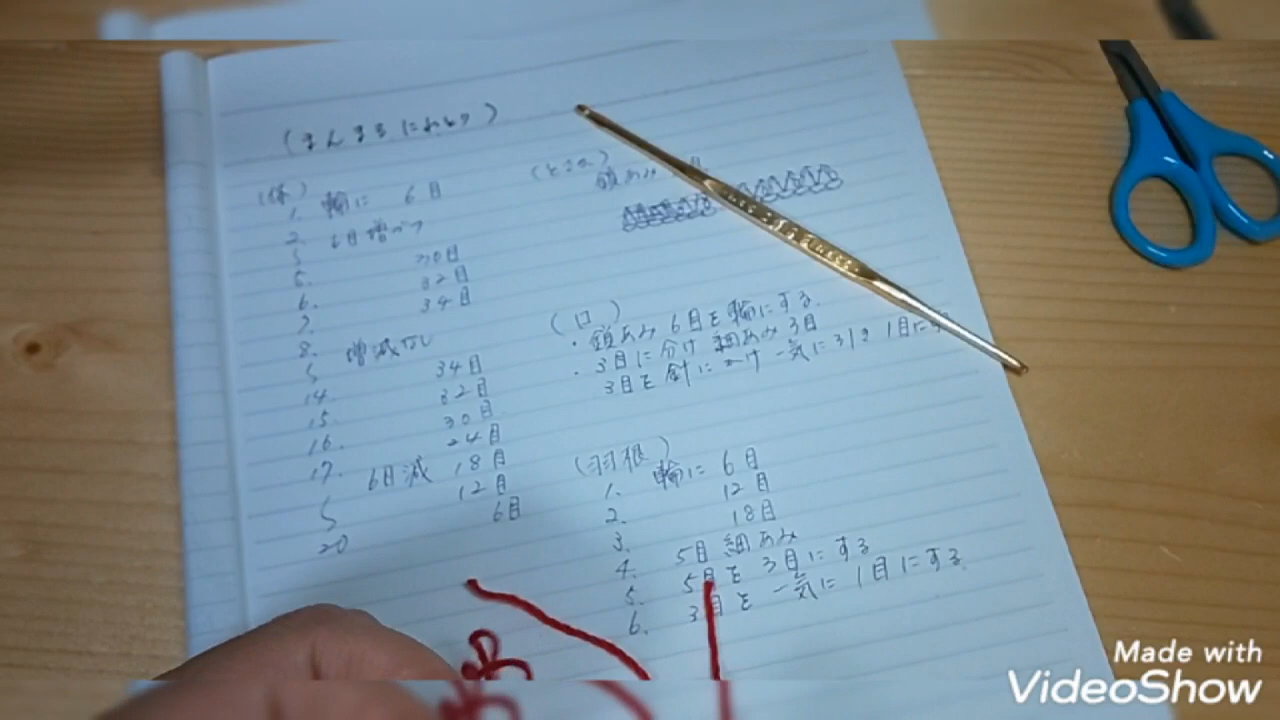 (まんまるにわとり)
(体)
1. 輪に 6目
2. 6目増やつ
5. 30目
6. 32目
7. 34目
8. 増減なし
14. 34目
15. 32目
16. 30目
17. 24目
6目減 18目
12目
20 6目
(とさか)
鎖あみ 目
(口)
・鎖あみ 6目を輪にする.
・3目に分け 細あみ 3目
3目を針にかけ 一気に引き 1目に
(羽根)
1. 輪に 6目
2. 12目
3. 18目
4. 5目 細あみ
5. 5目を 3目にする
6. 3目を 一気に 1目にする.
Made with
VideoShow